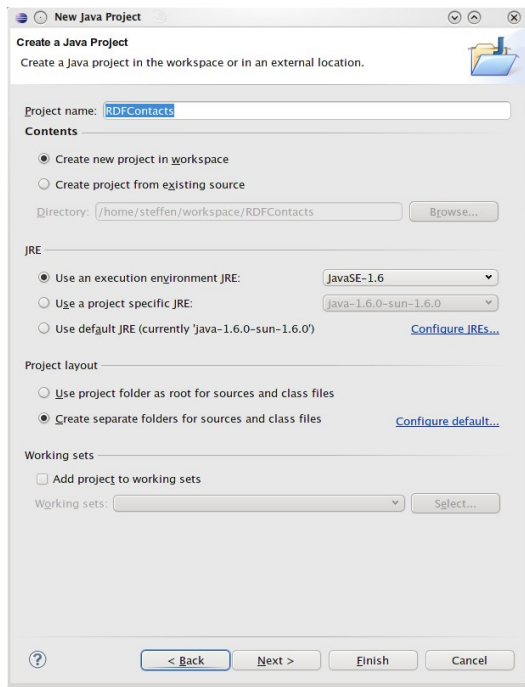 New Java Project
Create a Java Project
Create a Java project in the workspace or in an external location.
Project name: RDFContacts
Contents
Create new project in workspace
Create project from existing source
Directory: /home/steffen/workspace/RDFContacts Browse...
JRE
Use an execution environment JRE: JavaSE-1.6
Use a project specific JRE: java-1.6.0-sun-1.6.0
Use default JRE (currently 'java-1.6.0-sun-1.6.0') Configure JREs...
Project layout
Use project folder as root for sources and class files
Create separate folders for sources and class files Configure default...
Working sets
Add project to working sets
Working sets: Select...
? < Back Next > Finish Cancel